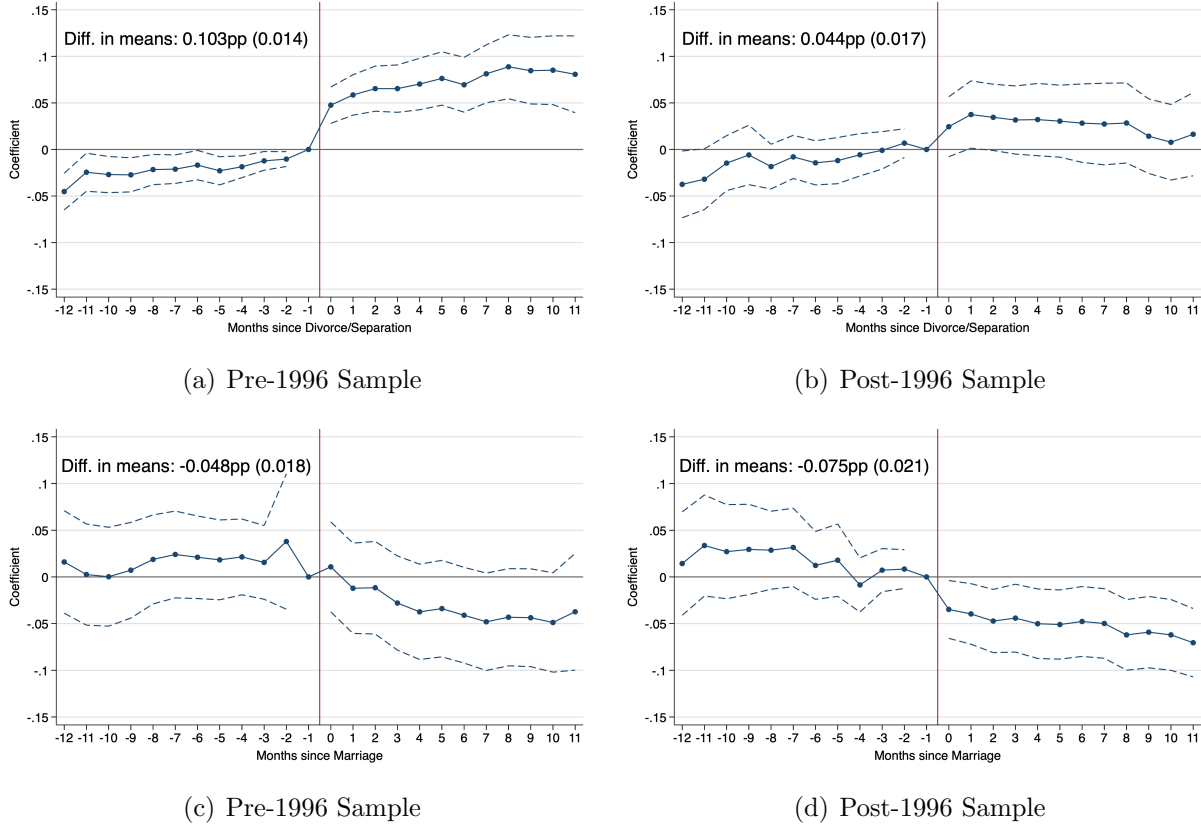 Diff. in means: 0.103pp (0.014)
.15
.1
.05
0
-.05
-.1
-.15
Coefficient
-12 -11 -10 -9 -8 -7 -6 -5 -4 -3 -2 -1 0 1 2 3 4 5 6 7 8 9 10 11
Months since Divorce/Separation
(a) Pre-1996 Sample
Diff. in means: 0.044pp (0.017)
.15
.1
.05
0
-.05
-.1
-.15
Coefficient
-12 -11 -10 -9 -8 -7 -6 -5 -4 -3 -2 -1 0 1 2 3 4 5 6 7 8 9 10 11
Months since Divorce/Separation
(b) Post-1996 Sample
Diff. in means: -0.048pp (0.018)
.15
.1
.05
0
-.05
-.1
-.15
Coefficient
-12 -11 -10 -9 -8 -7 -6 -5 -4 -3 -2 -1 0 1 2 3 4 5 6 7 8 9 10 11
Months since Marriage
(c) Pre-1996 Sample
Diff. in means: -0.075pp (0.021)
.15
.1
.05
0
-.05
-.1
-.15
Coefficient
-12 -11 -10 -9 -8 -7 -6 -5 -4 -3 -2 -1 0 1 2 3 4 5 6 7 8 9 10 11
Months since Marriage
(d) Post-1996 Sample